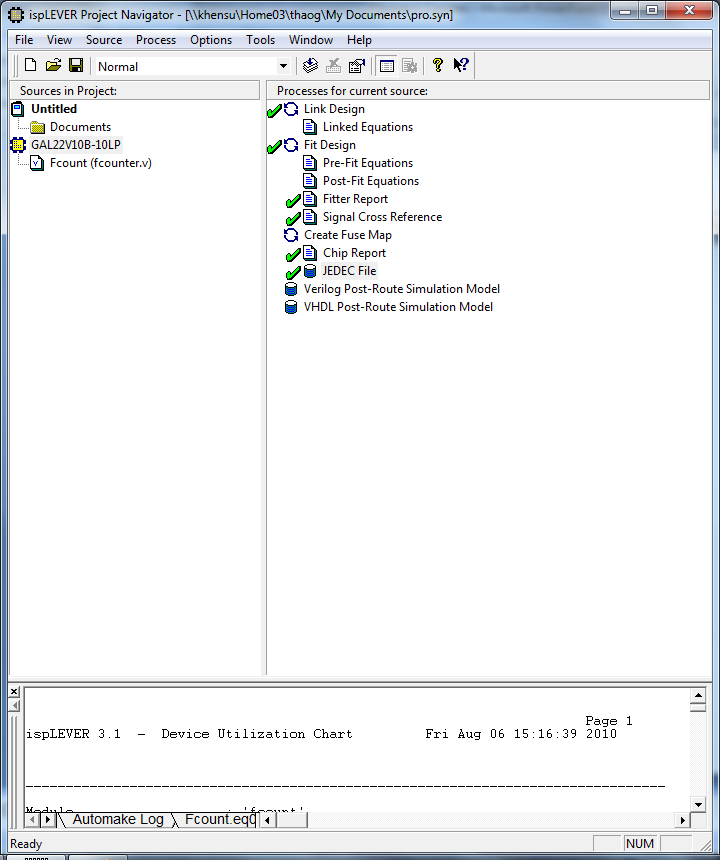 ispLEVER Project Navigator - [\\khensu\Home03\thaog\My Documents\pro.syn]
File View Source Process Options Tools Window Help
Normal
Sources in Project:
Untitled
Documents
GAL22V10B-10LP
Fcount (fcounter.v)
Processes for current source:
Link Design
Linked Equations
Fit Design
Pre-Fit Equations
Post-Fit Equations
Fitter Report
Signal Cross Reference
Create Fuse Map
Chip Report
JEDEC File
Verilog Post-Route Simulation Model
VHDL Post-Route Simulation Model
Page 1
ispLEVER 3.1 - Device Utilization Chart Fri Aug 06 15:16:39 2010
--------------------------------------------------------------------------------
Module : 'fcount'
Automake Log Fcount.eq0
Ready NUM